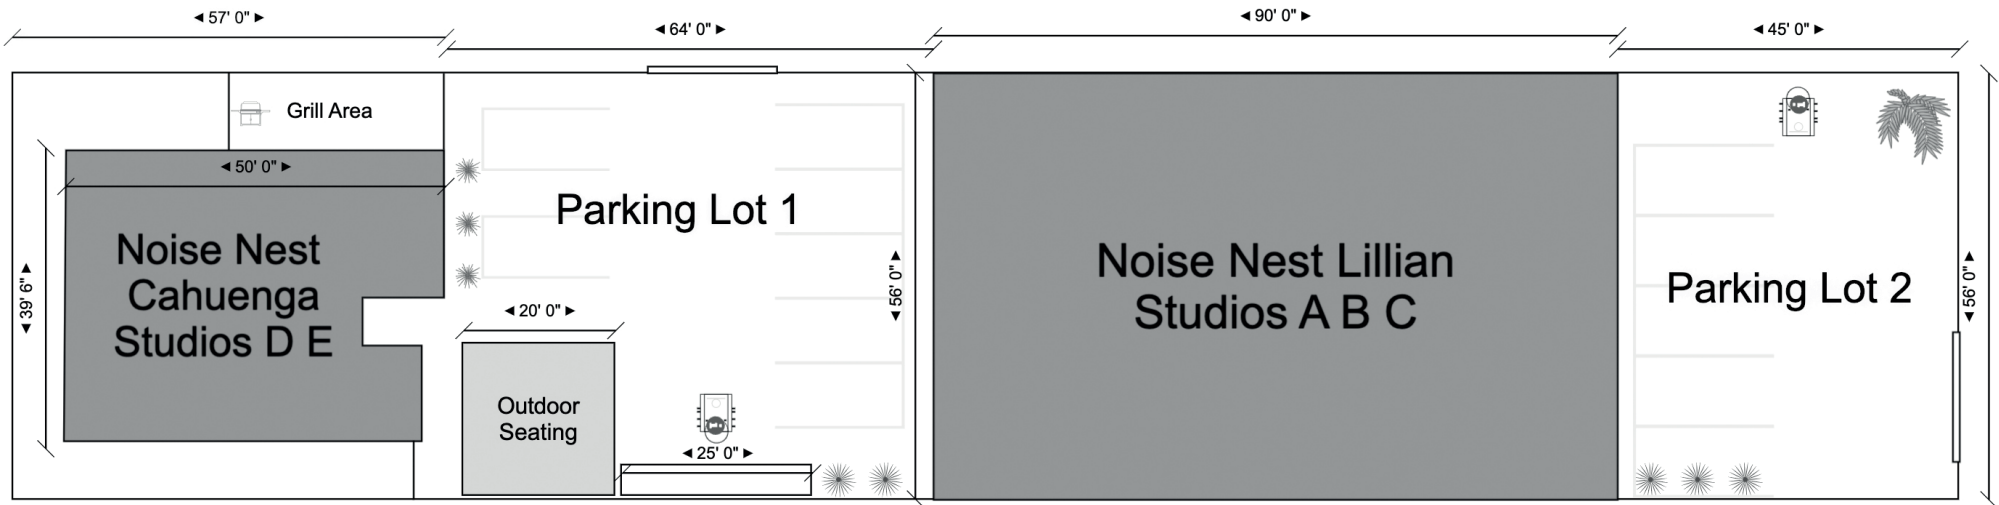 ◄ 57' 0" ►
◄ 64' 0" ►
◄ 90' 0" ►
◄ 45' 0" ►
Grill Area
◄ 50' 0" ►
◄ 39' 6" ►
Noise Nest
Cahuenga
Studios D E
Parking Lot 1
◄ 20' 0" ►
Outdoor
Seating
◄ 25' 0" ►
◄ 56' 0" ►
Noise Nest Lillian
Studios A B C
Parking Lot 2
◄ 56' 0" ►